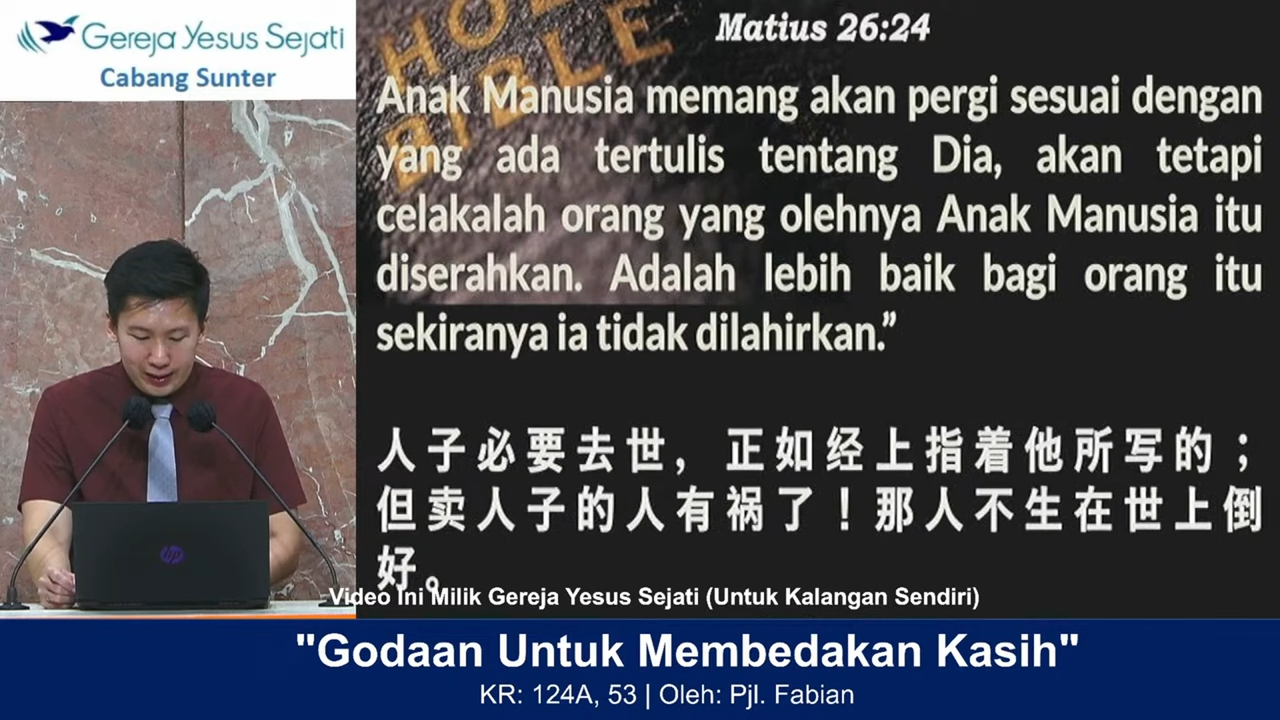 Gereja Yesus Sejati
Cabang Sunter
HOLY
BIBLE
Matius 26:24
Anak Manusia memang akan pergi sesuai dengan
yang ada tertulis tentang Dia, akan tetapi
celakalah orang yang olehnya Anak Manusia itu
diserahkan. Adalah lebih baik bagi orang itu
sekiranya ia tidak dilahirkan.”
人子必要去世，正如经上指着他所写的；
但卖人子的人有祸了！那人不生在世上倒
好。
hp
Video Ini Milik Gereja Yesus Sejati (Untuk Kalangan Sendiri)
"Godaan Untuk Membedakan Kasih"
KR: 124A, 53 | Oleh: Pjl. Fabian